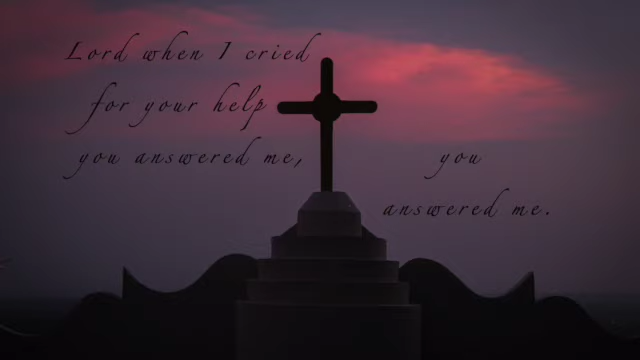 Lord when I cried
for your help
you answered me,
you
answered me.